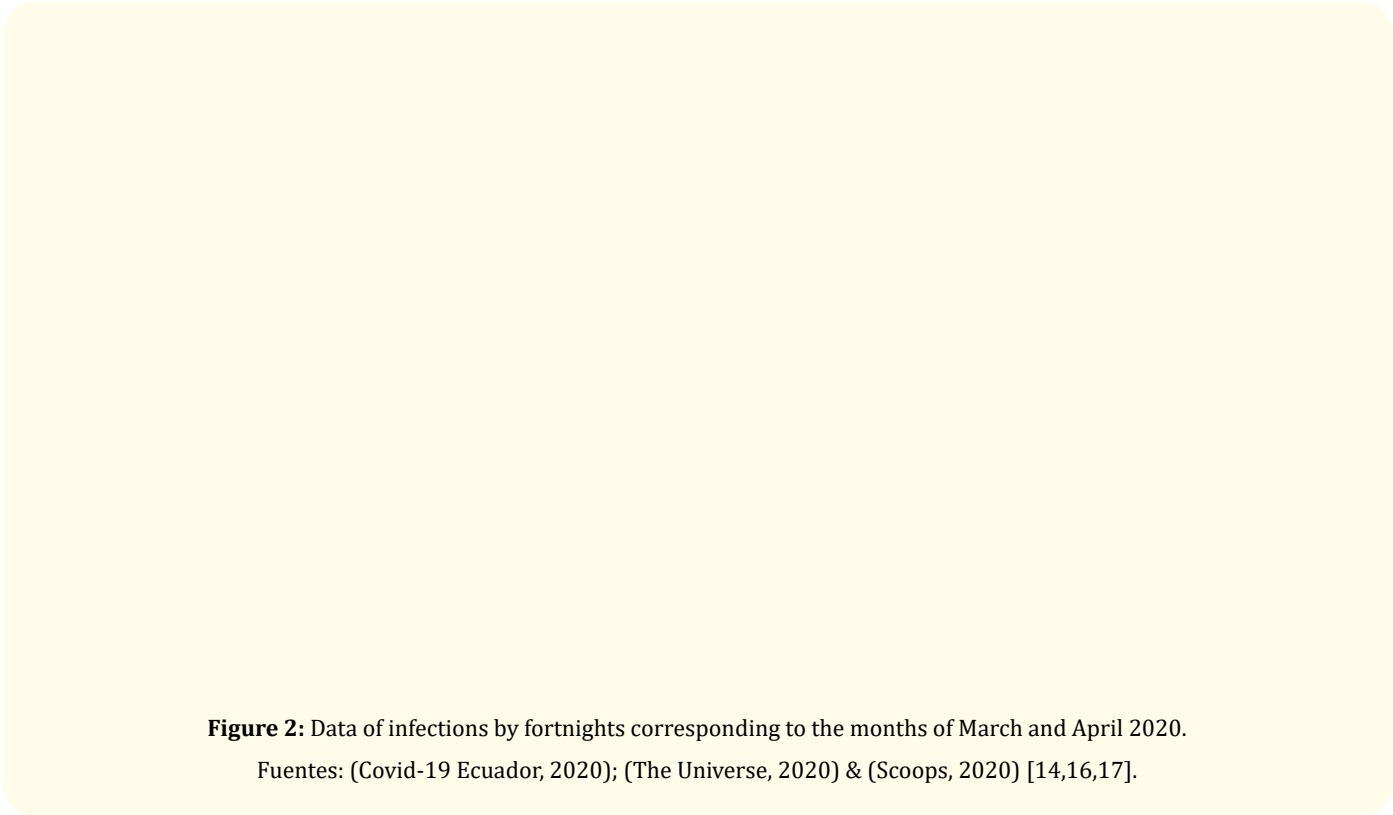 Figure 2: Data of infections by fortnights corresponding to the months of March and April 2020.
Fuentes: (Covid-19 Ecuador, 2020); (The Universe, 2020) & (Scoops, 2020) [14,16,17].